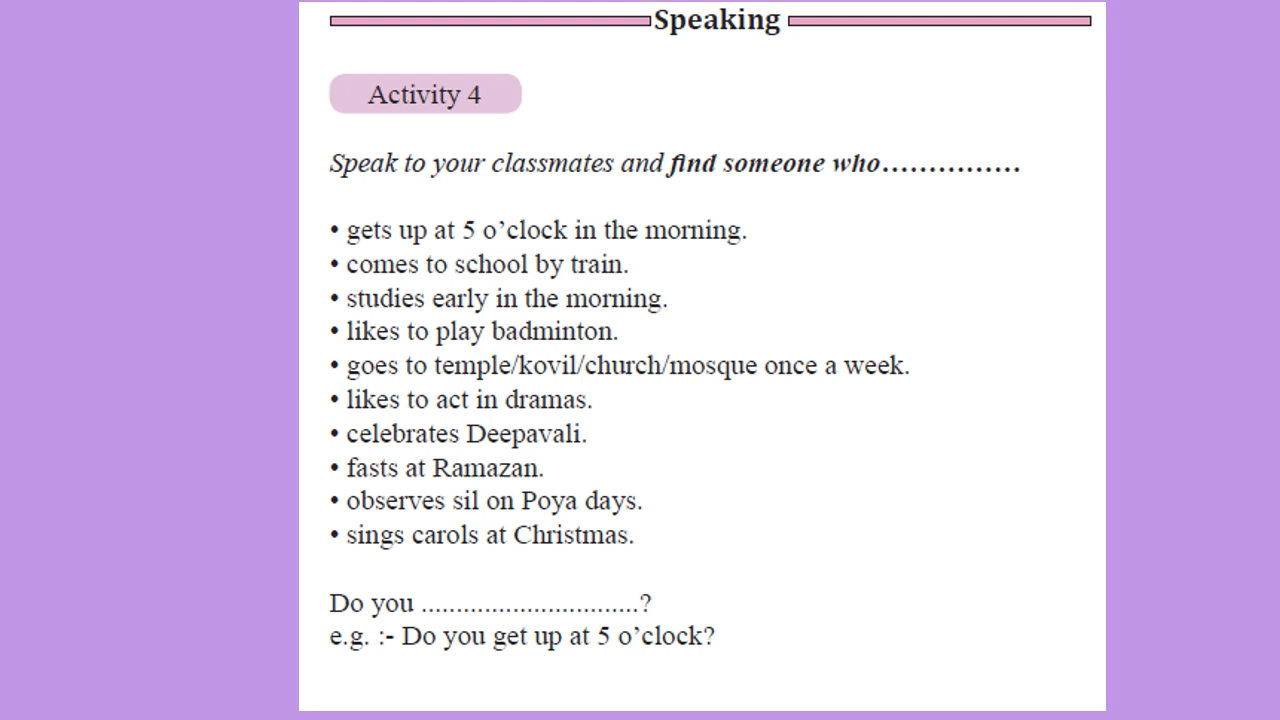 Speaking
Activity 4
Speak to your classmates and find someone who...............
• gets up at 5 o’clock in the morning.
• comes to school by train.
• studies early in the morning.
• likes to play badminton.
• goes to temple/kovil/church/mosque once a week.
• likes to act in dramas.
• celebrates Deepavali.
• fasts at Ramazan.
• observes sil on Poya days.
• sings carols at Christmas.
Do you ...............................?
e.g. :- Do you get up at 5 o’clock?